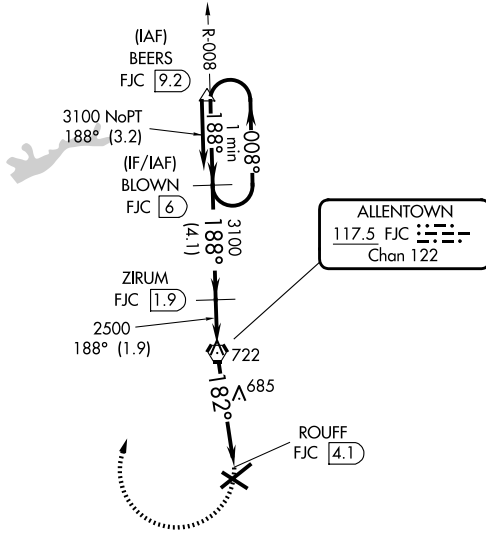 (IAF)
BEERS
FJC 9.2
R-008
3100 NoPT
188° (3.2)
188°
1 min
008°
(IF/IAF)
BLOWN
FJC 6
188°
3100
(4.1)
ALLENTOWN
117.5 FJC
Chan 122
ZIRUM
FJC 1.9
2500
188° (1.9)
722
182°
685
ROUFF
FJC 4.1